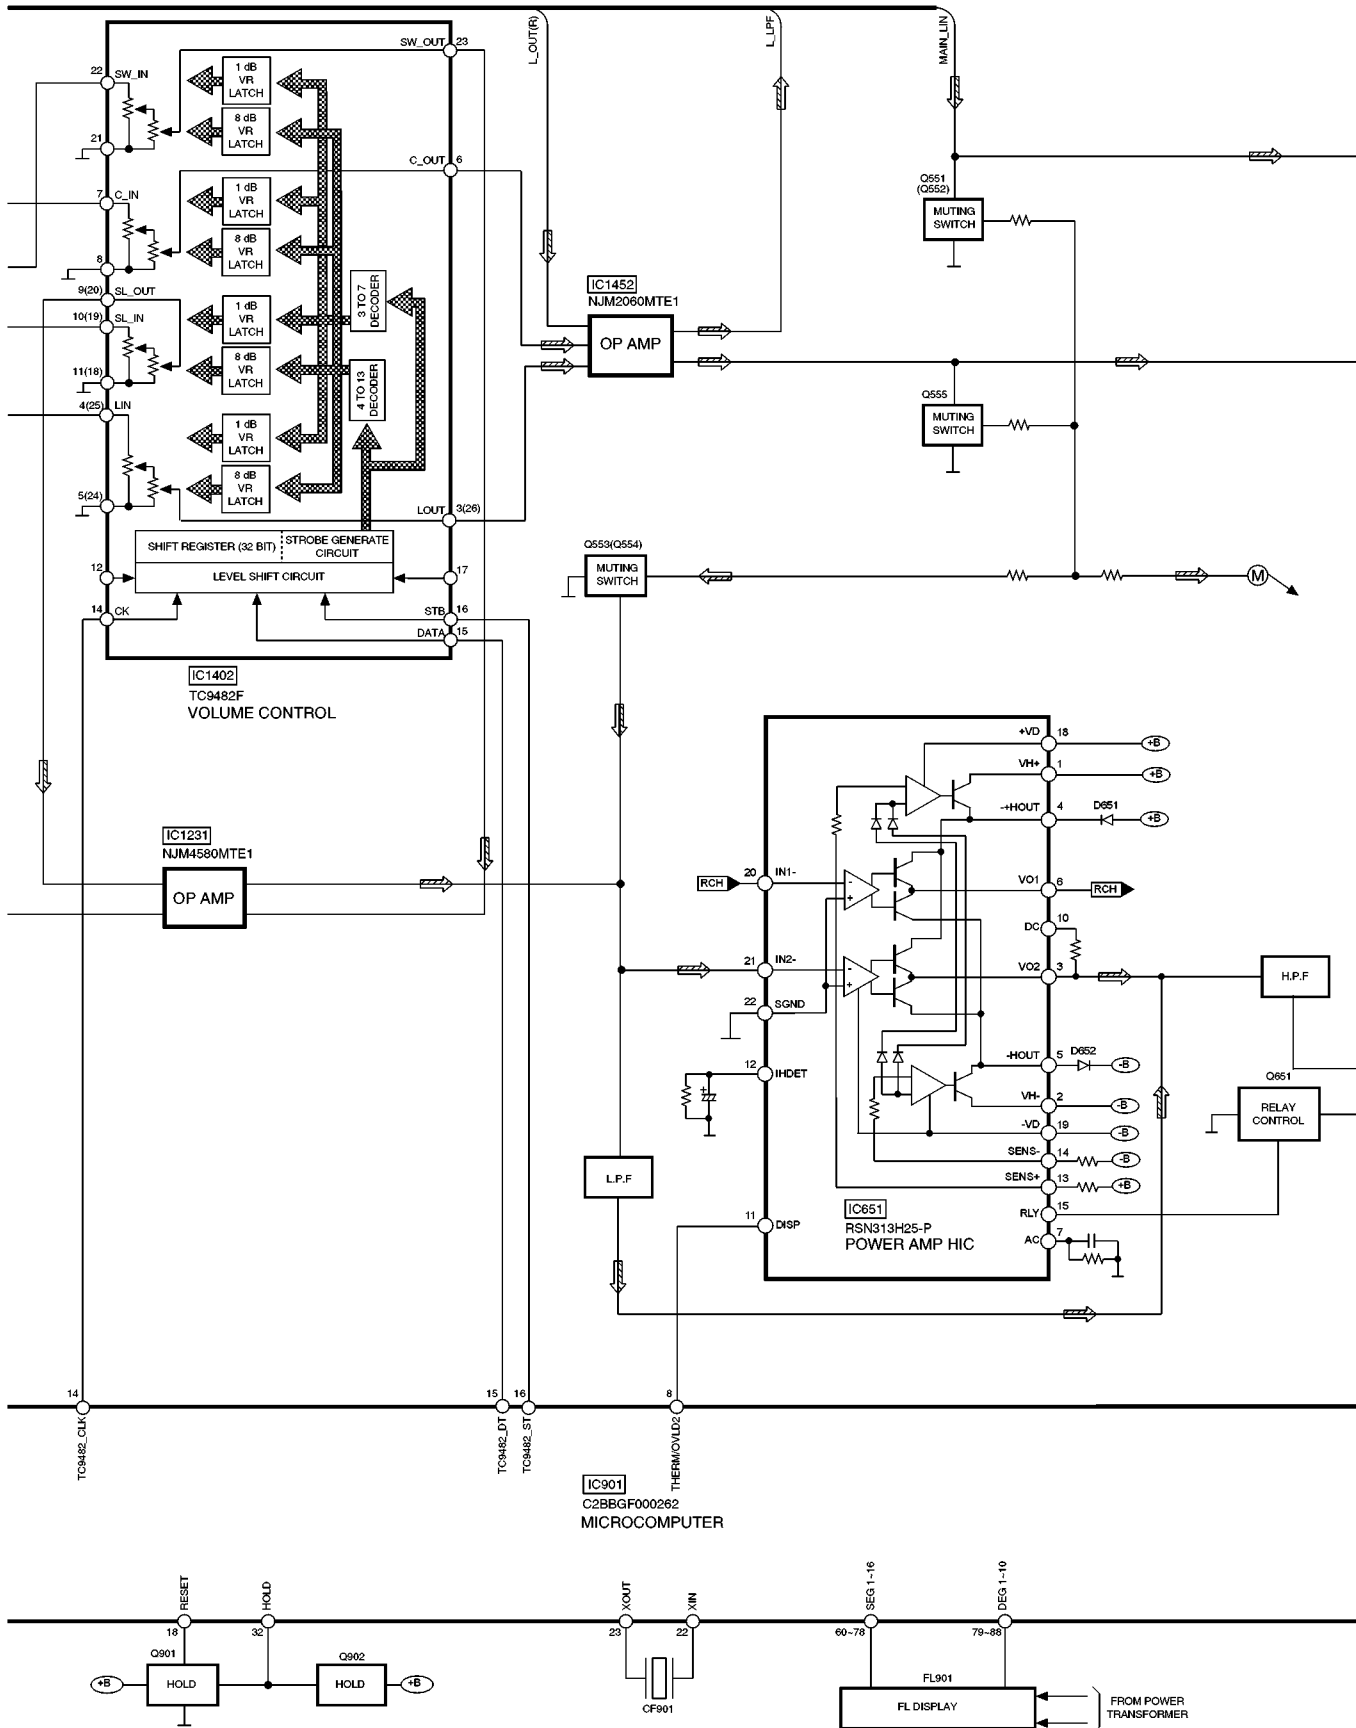 L_OUT(R)
L_LPF
MAIN_LIN
SW_OUT 23
22 SW_IN
1 dB
VR
LATCH
8 dB
VR
LATCH
21
C_OUT 6
7 C_IN
1 dB
VR
LATCH
8 dB
VR
LATCH
8
9(20) SL_OUT
10(19) SL_IN
1 dB
VR
LATCH
8 dB
VR
LATCH
11(18)
3 TO 7
DECODER
4 TO 13
DECODER
4(25) LIN
1 dB
VR
LATCH
8 dB
VR
LATCH
5(24)
LOUT 3(26)
SHIFT REGISTER (32 BIT)
STROBE GENERATE
CIRCUIT
LEVEL SHIFT CIRCUIT
12
17
14 CK
STB 16
DATA 15
IC1402
TC9482F
VOLUME CONTROL
IC1452
NJM2060MTE1
OP AMP
Q551
(Q552)
MUTING
SWITCH
Q555
MUTING
SWITCH
Q553(Q554)
MUTING
SWITCH
M
IC1231
NJM4580MTE1
OP AMP
+VD 18 +B
VH+ 1 +B
-+HOUT 4 D651 +B
RCH 20 IN1-
VO1 6 RCH
DC 10
21 IN2-
VO2 3
22 SGND
H.P.F
12 IHDET
-HOUT 5 D652 -B
VH- 2 -B
-VD 19 -B
SENS- 14 -B
SENS+ 13 +B
RLY 15
AC 7
11 DISP
Q651
RELAY
CONTROL
L.P.F
IC651
RSN313H25-P
POWER AMP HIC
14
TC9482_CLK
15
TC9482_DT
16
TC9482_ST
8
THERM/OVLD2
IC901
C2BBGF000262
MICROCOMPUTER
RESET
18
HOLD
32
XOUT
23
XIN
22
SEG 1~16
60~78
DEG 1~10
79~88
Q901
+B HOLD
Q902
HOLD +B
CF901
FL901
FL DISPLAY
FROM POWER
TRANSFORMER